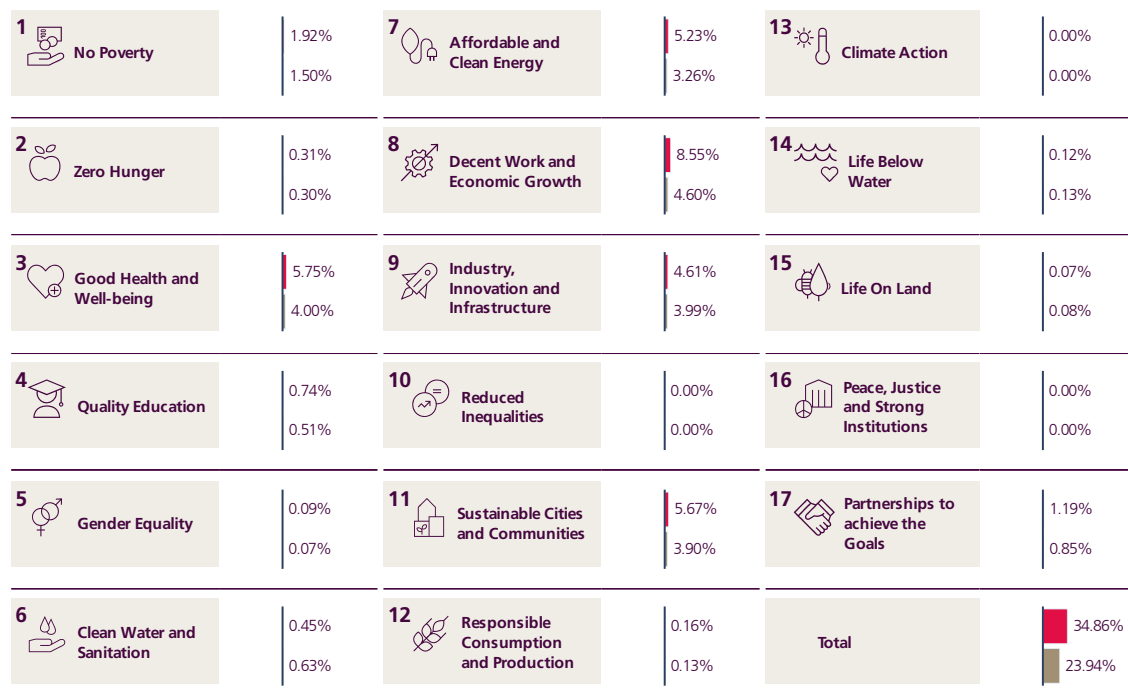 1
No Poverty
1.92%
1.50%
2
Zero Hunger
0.31%
0.30%
3
Good Health and
Well-being
5.75%
4.00%
4
Quality Education
0.74%
0.51%
5
Gender Equality
0.09%
0.07%
6
Clean Water and
Sanitation
0.45%
0.63%
7
Affordable and
Clean Energy
5.23%
3.26%
8
Decent Work and
Economic Growth
8.55%
4.60%
9
Industry,
Innovation and
Infrastructure
4.61%
3.99%
10
Reduced
Inequalities
0.00%
0.00%
11
Sustainable Cities
and Communities
5.67%
3.90%
12
Responsible
Consumption
and Production
0.16%
0.13%
13
Climate Action
0.00%
0.00%
14
Life Below
Water
0.12%
0.13%
15
Life On Land
0.07%
0.08%
16
Peace, Justice
and Strong
Institutions
0.00%
0.00%
17
Partnerships to
achieve the
Goals
1.19%
0.85%
Total
34.86%
23.94%